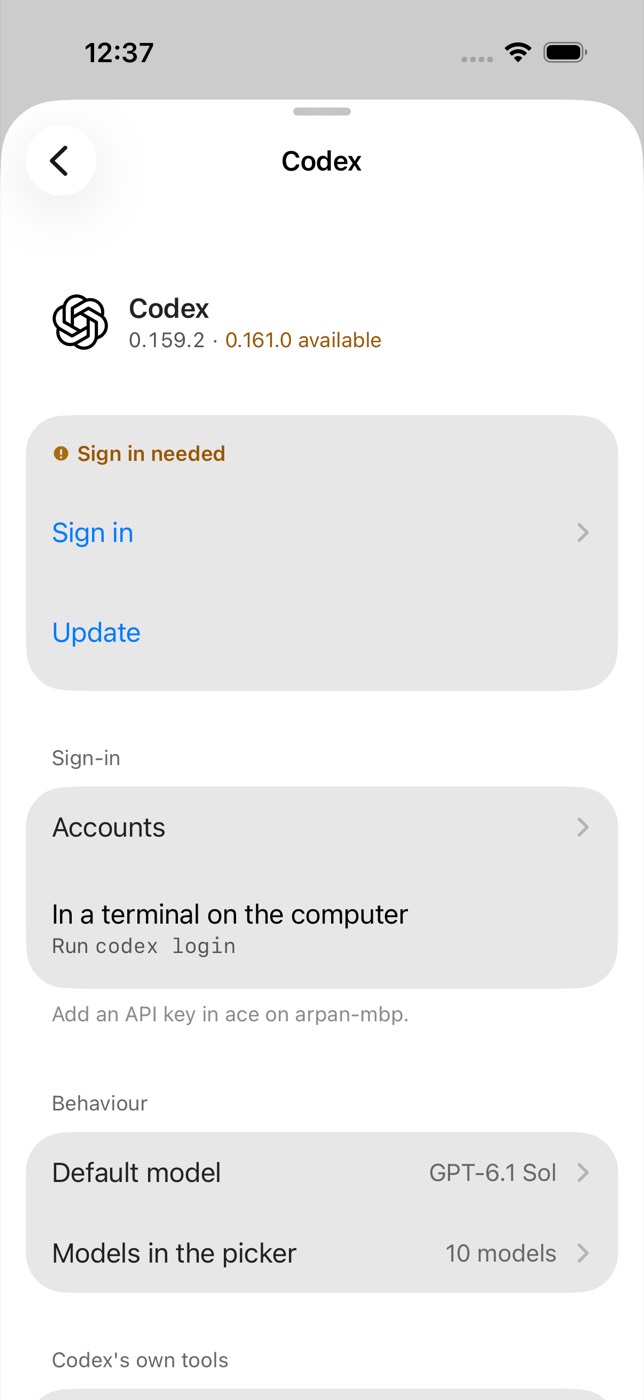 12:37
Codex
Codex
0.159.2 · 0.161.0 available
Sign in needed
Sign in
Update
Sign-in
Accounts
In a terminal on the computer
Run codex login
Add an API key in ace on arpan-mbp.
Behaviour
Default model GPT-6.1 Sol
Models in the picker 10 models
Codex's own tools